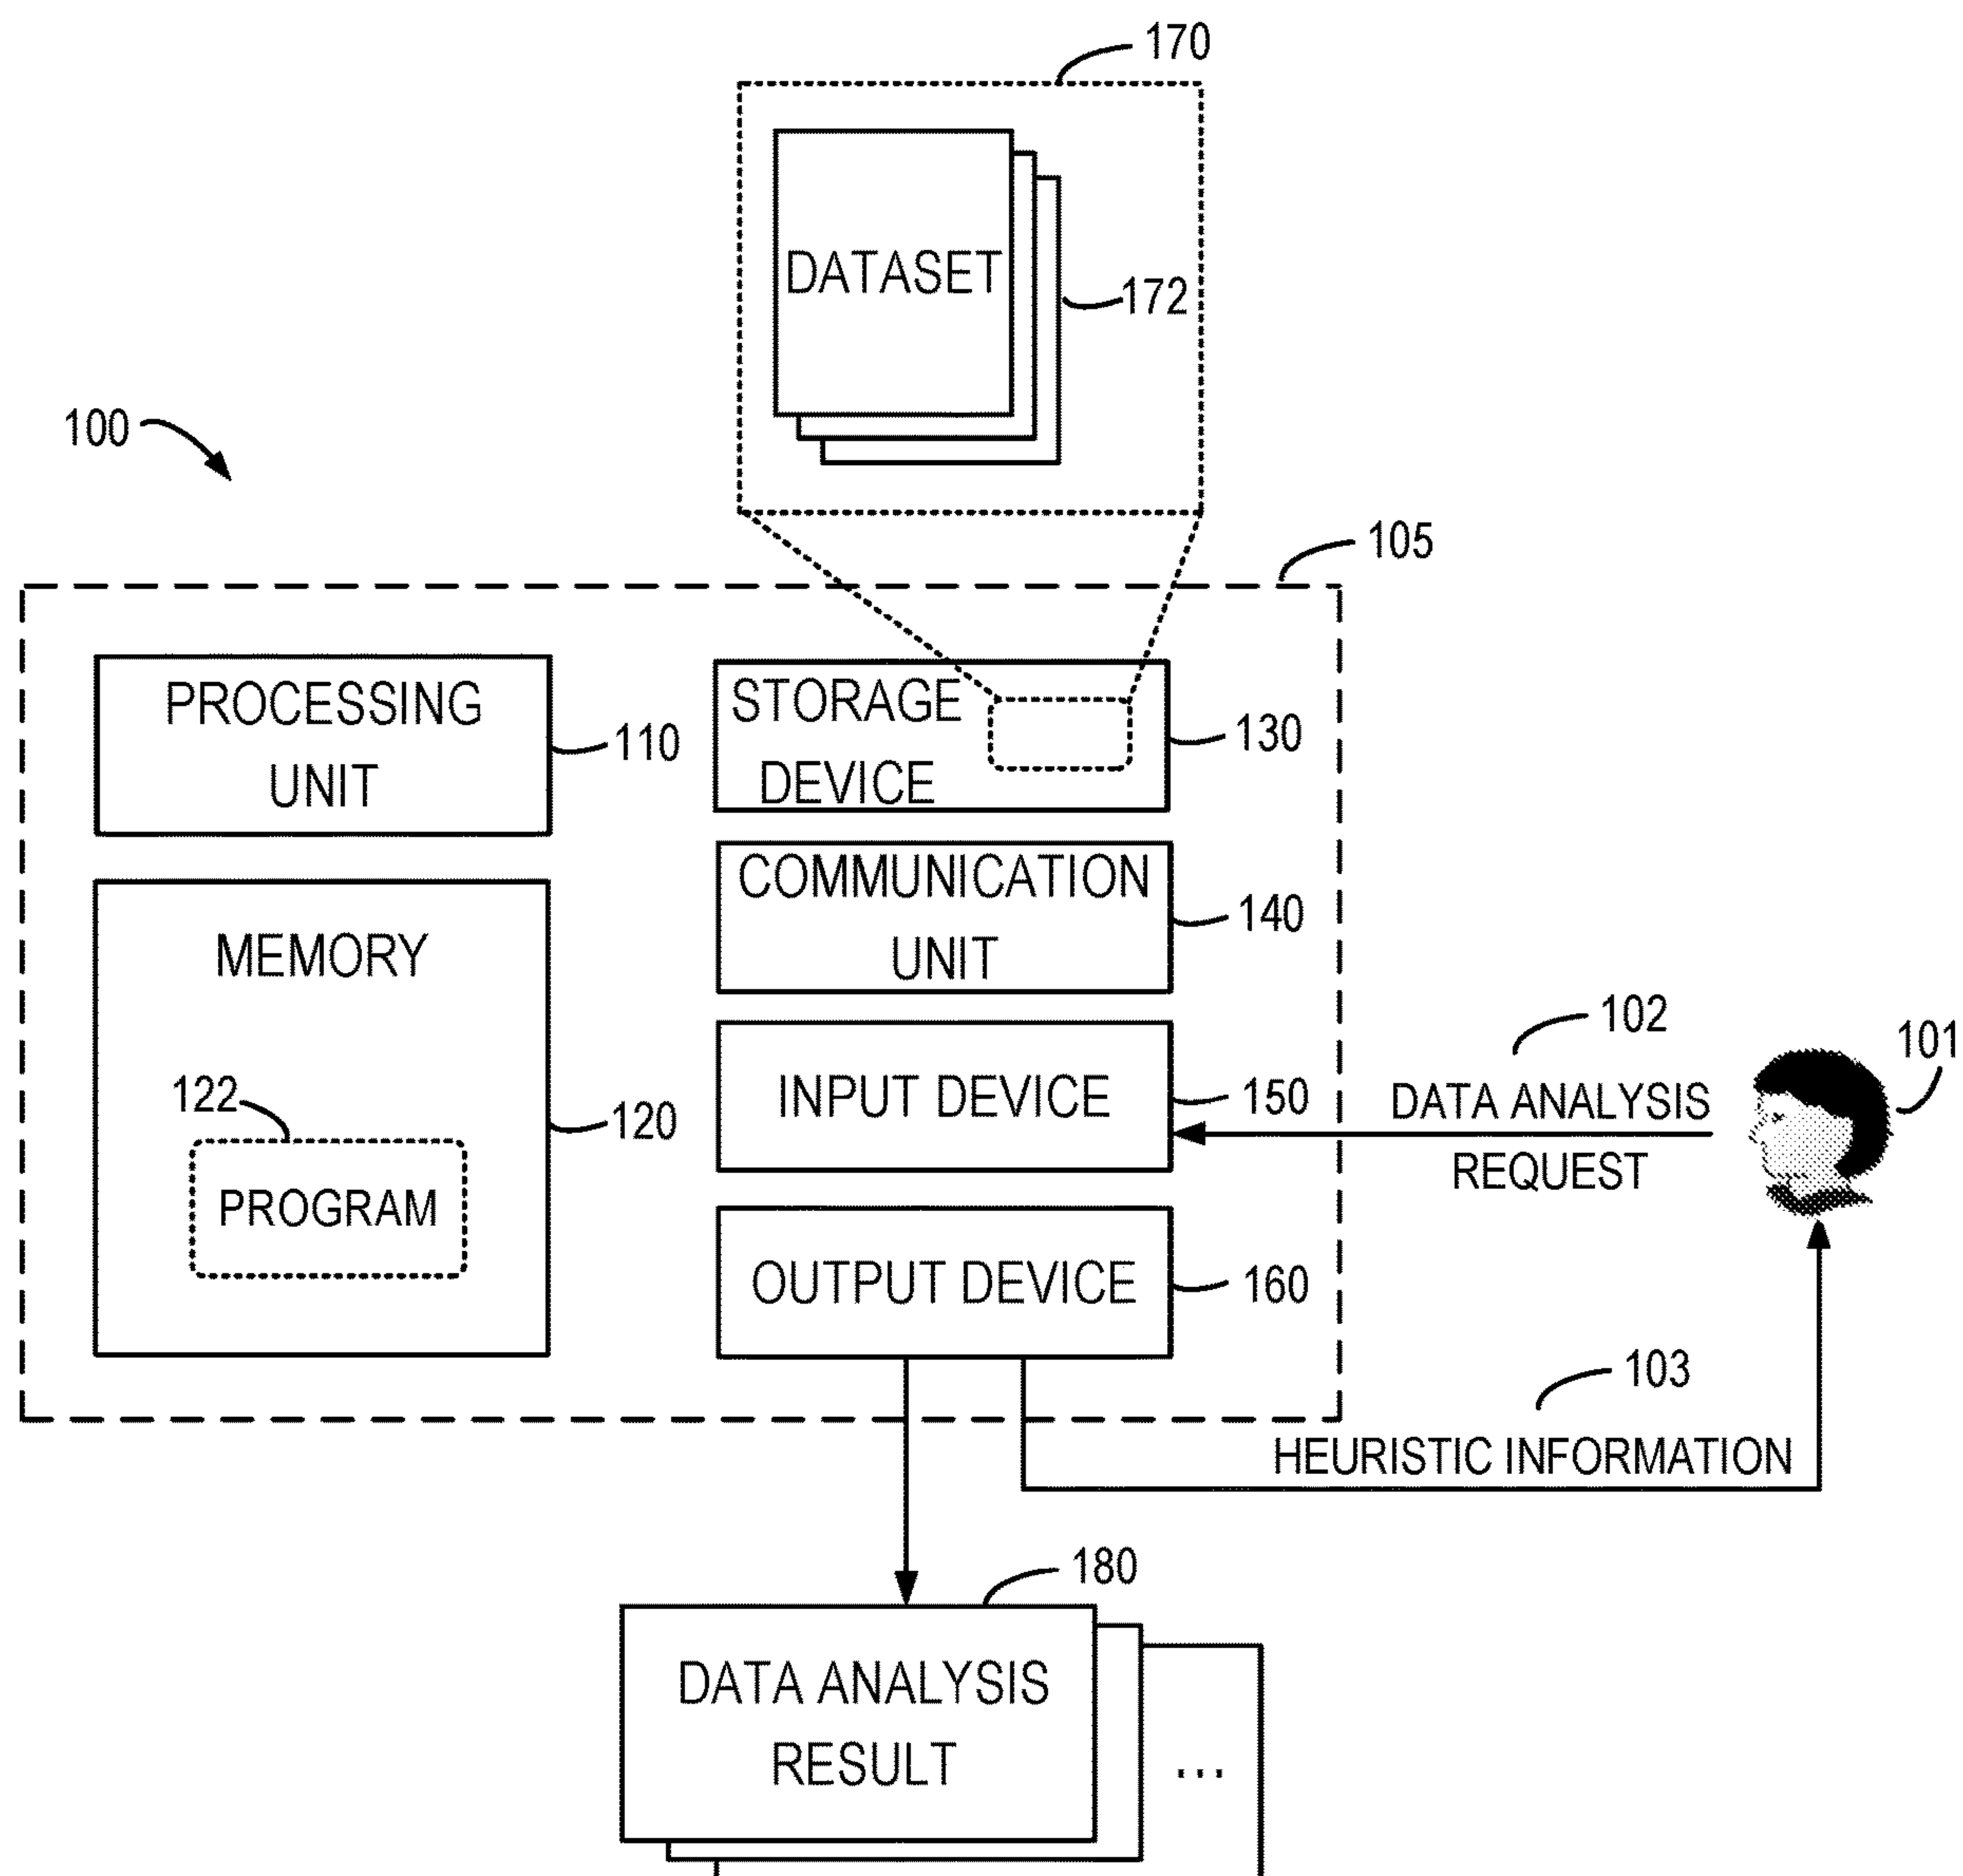 170
DATASET
172
100
105
PROCESSING
UNIT
110
STORAGE
DEVICE
130
COMMUNICATION
UNIT
140
MEMORY
122
PROGRAM
120
INPUT DEVICE
150
102
DATA ANALYSIS
REQUEST
101
OUTPUT DEVICE
160
103
HEURISTIC INFORMATION
180
DATA ANALYSIS
RESULT
...